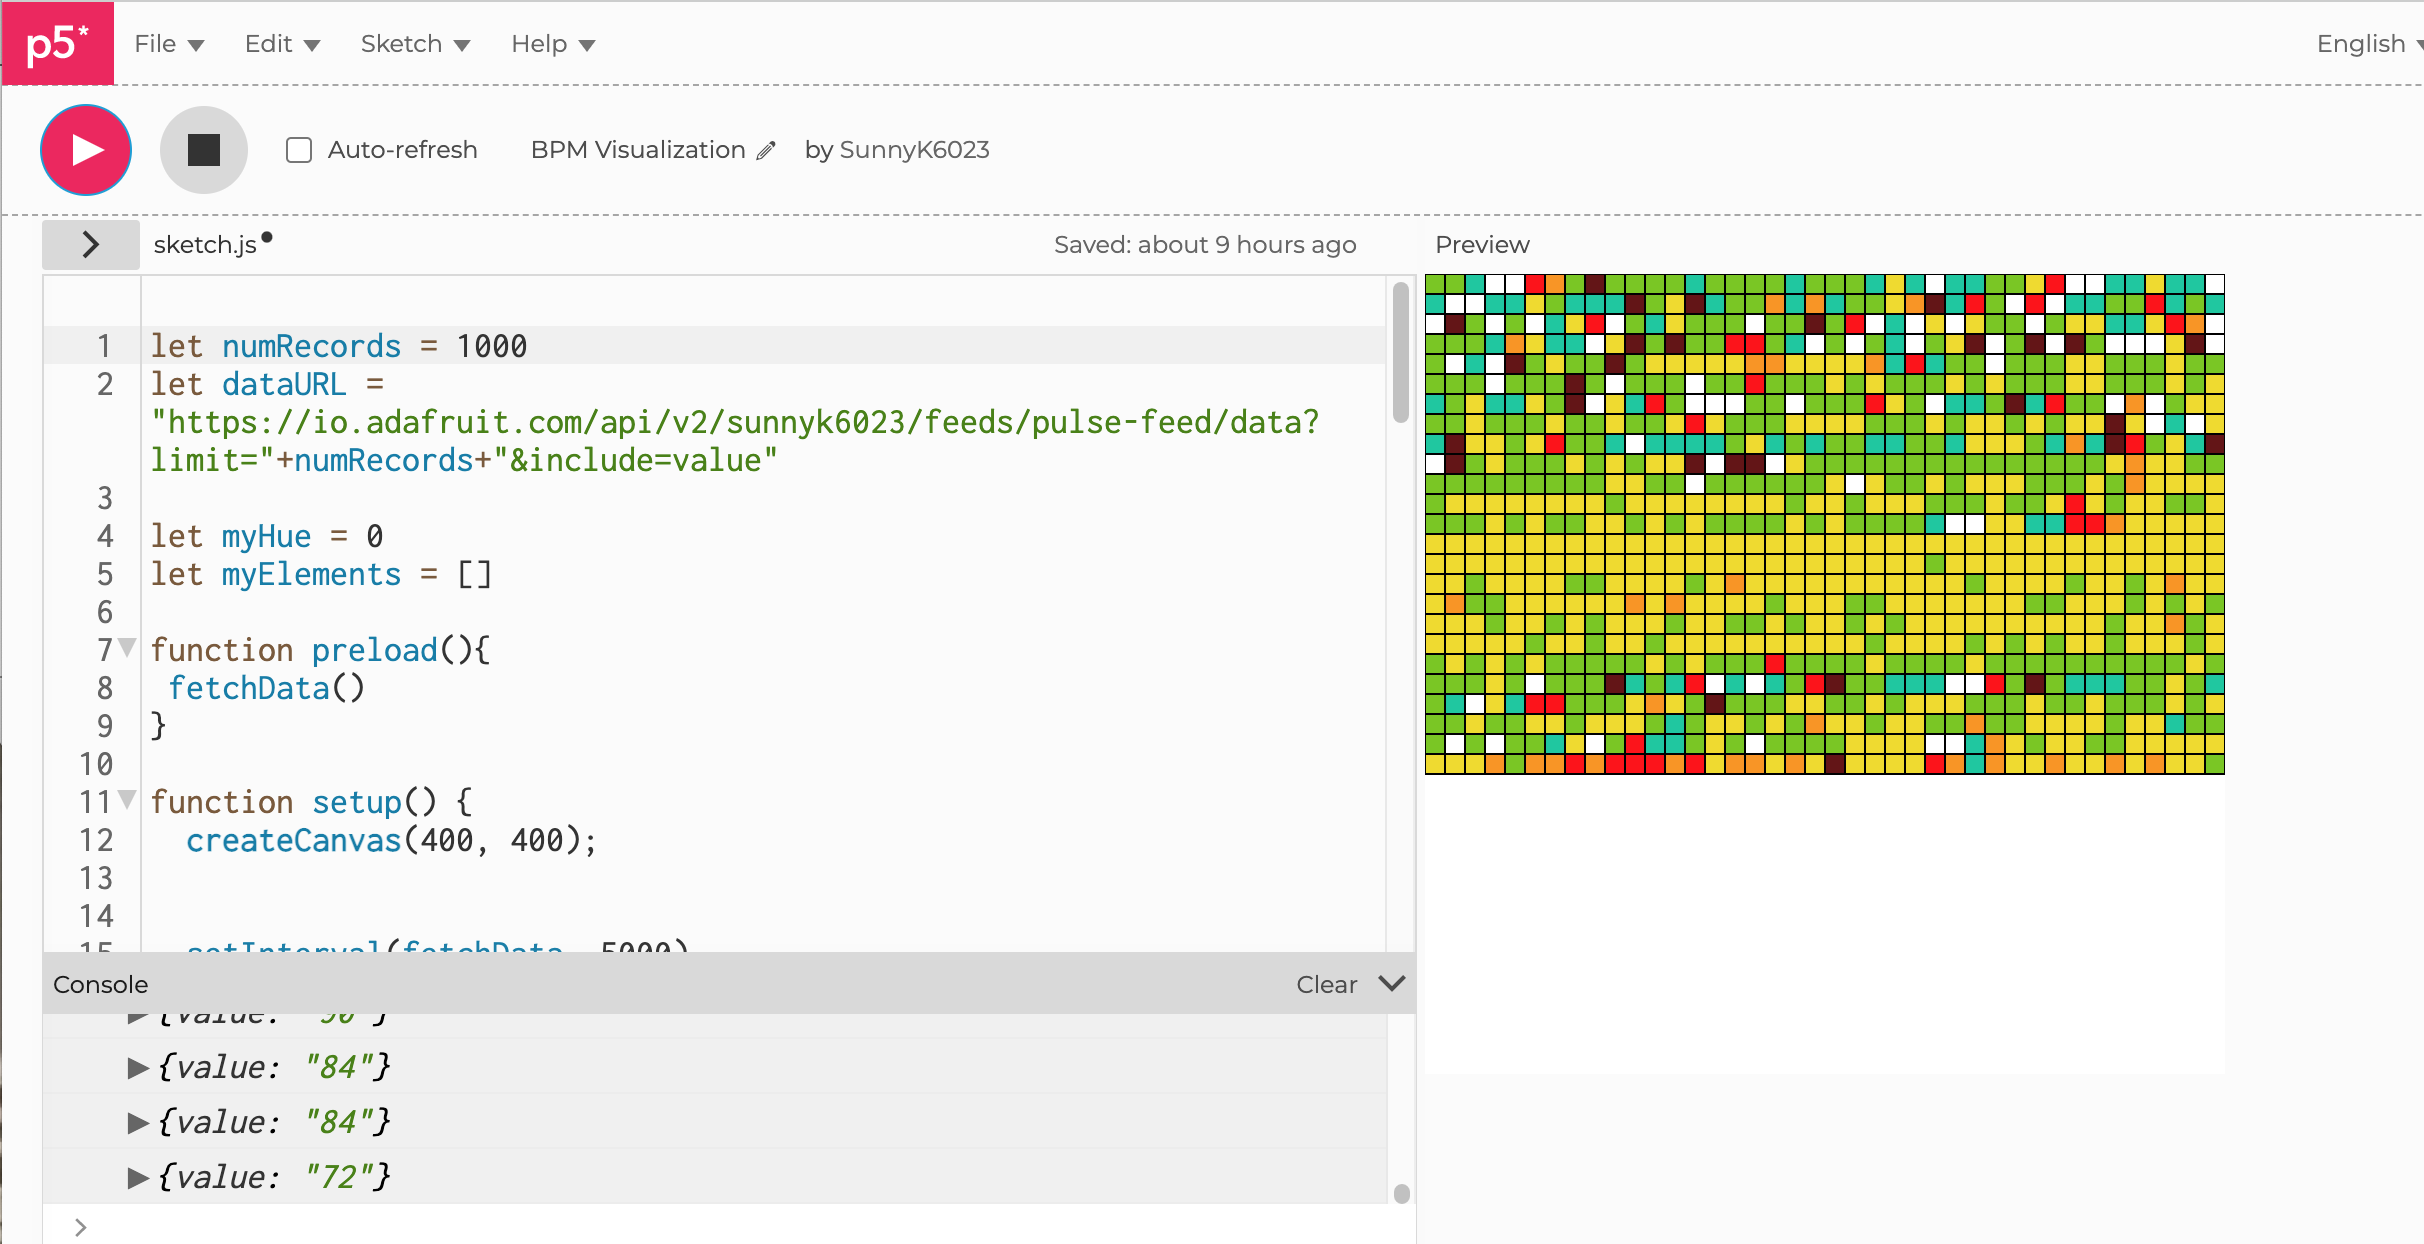 p5*
File Edit Sketch Help English
Auto-refresh BPM Visualization by SunnyK6023
sketch.js Saved: about 9 hours ago Preview
1 let numRecords = 1000
2 let dataURL =
"https://io.adafruit.com/api/v2/sunnyk6023/feeds/pulse-feed/data?
limit="+numRecords+"&include=value"
3
4 let myHue = 0
5 let myElements = []
6
7 function preload(){
8 fetchData()
9 }
10
11 function setup() {
12 createCanvas(400, 400);
13
14
15 setInterval(fetchData, 5000)
Console Clear
{value: "90"}
{value: "84"}
{value: "84"}
{value: "72"}